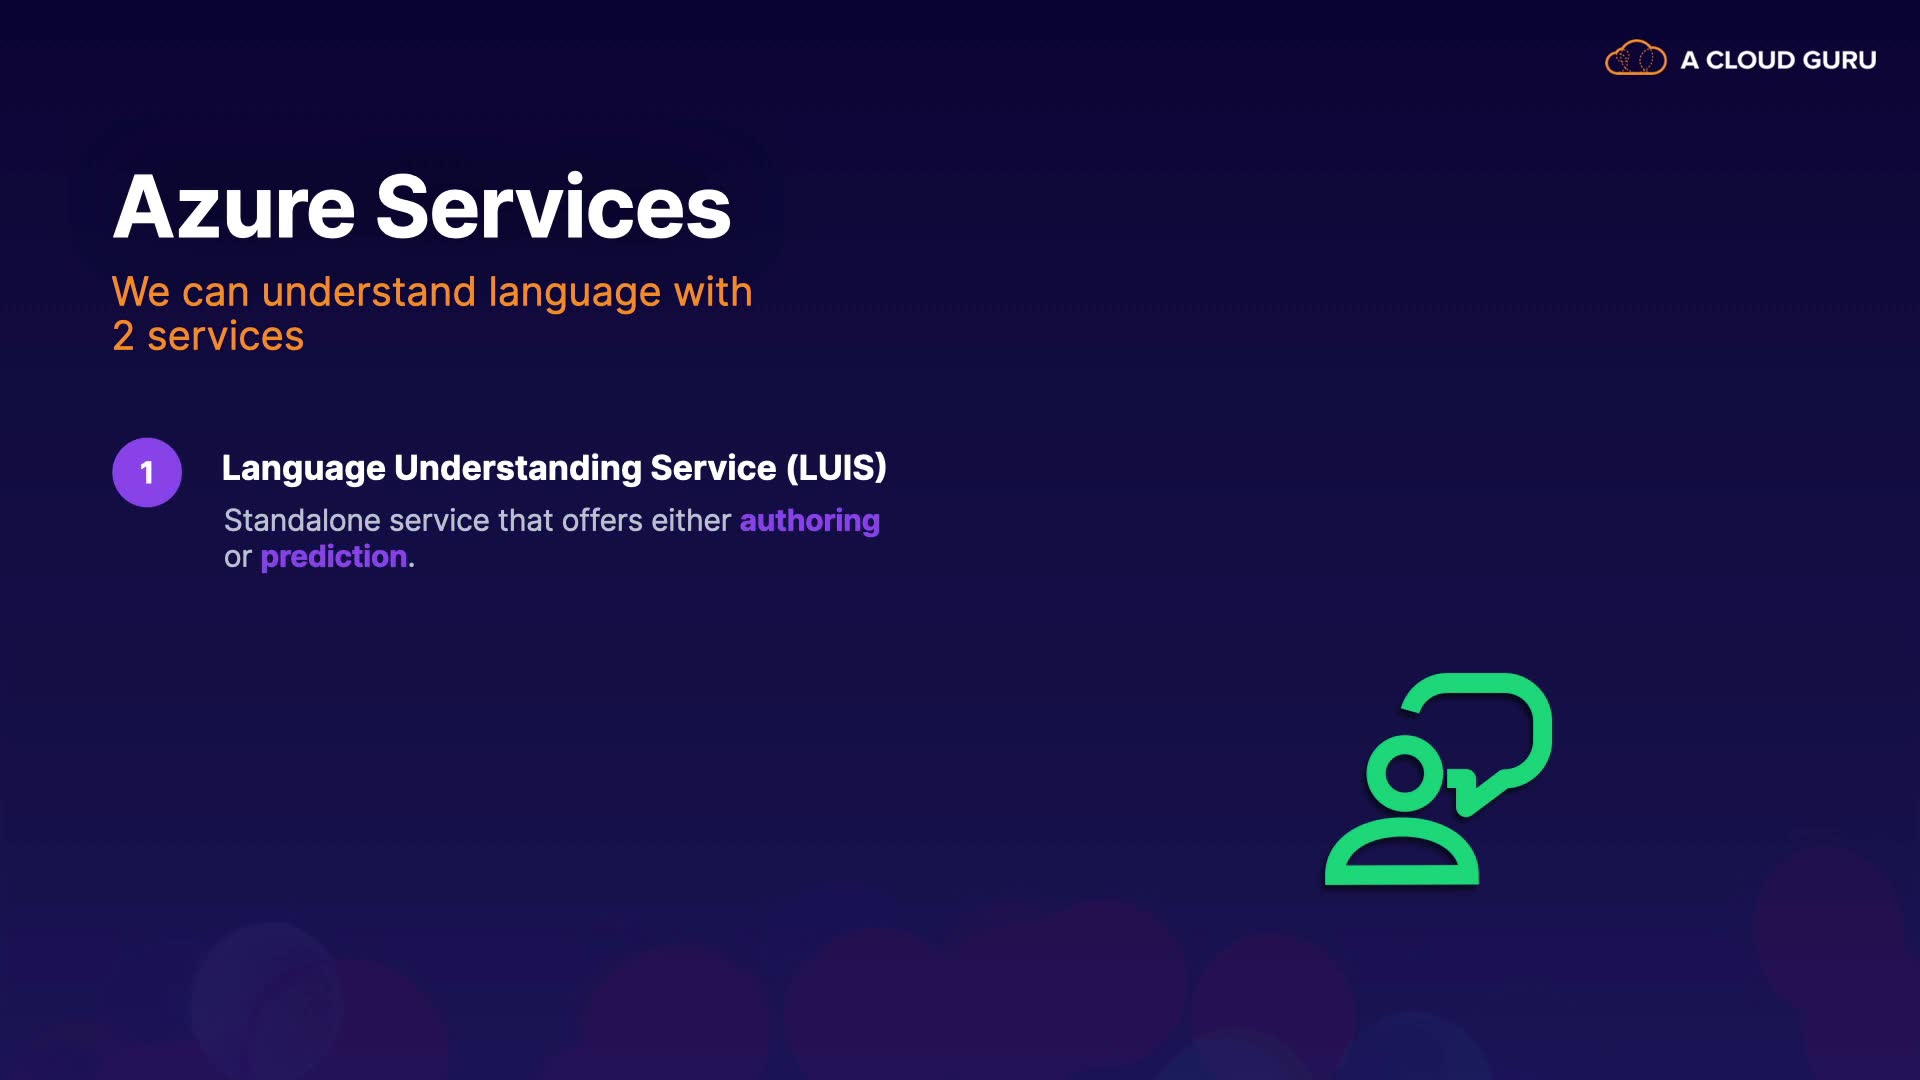 A CLOUD GURU
Azure Services
We can understand language with
2 services
1
Language Understanding Service (LUIS)
Standalone service that offers either authoring
or prediction.